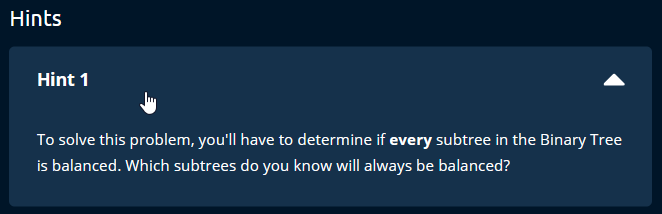 Hints
Hint 1
To solve this problem, you'll have to determine if every subtree in the Binary Tree
is balanced. Which subtrees do you know will always be balanced?